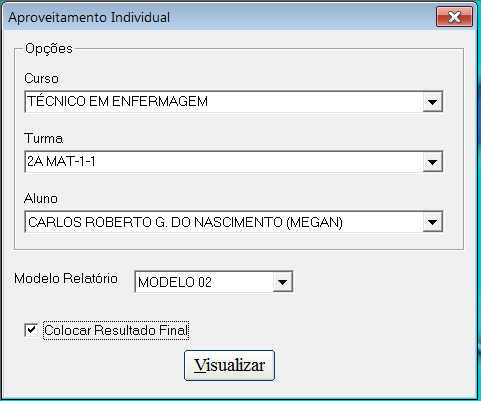 Aproveitamento Individual
Opções
Curso
TÉCNICO EM ENFERMAGEM
Turma
2A MAT-1-1
Aluno
CARLOS ROBERTO G. DO NASCIMENTO (MEGAN)
Modelo Relatório
MODELO 02
Colocar Resultado Final
Visualizar